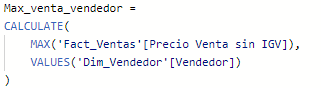 Max_venta_vendedor =
CALCULATE(
    MAX('Fact_Ventas'[Precio Venta sin IGV]),
    VALUES('Dim_Vendedor'[Vendedor])
)